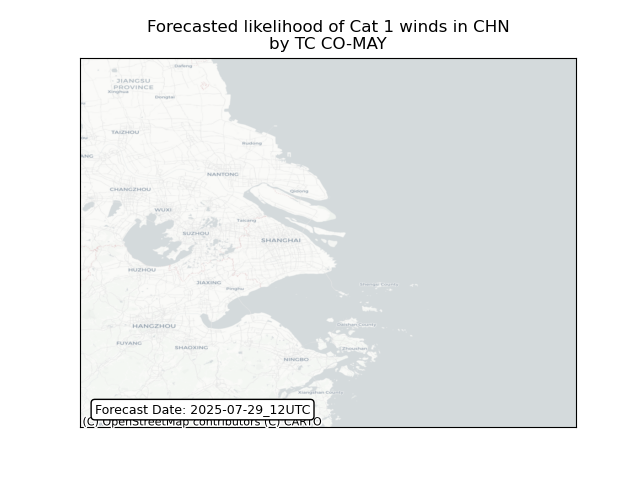 Forecasted likelihood of Cat 1 winds in CHN
by TC CO-MAY
JIANGSU
PROVINCE
TAIZHOU
NANTONG
CHANGZHOU
WUXI
SUZHOU
SHANGHAI
HUZHOU
JIAXING
Pinghu
HANGZHOU
FUYANG
SHAOXING
NINGBO
Forecast Date: 2025-07-29_12UTC
(C) OpenStreetMap contributors (C) CARTO